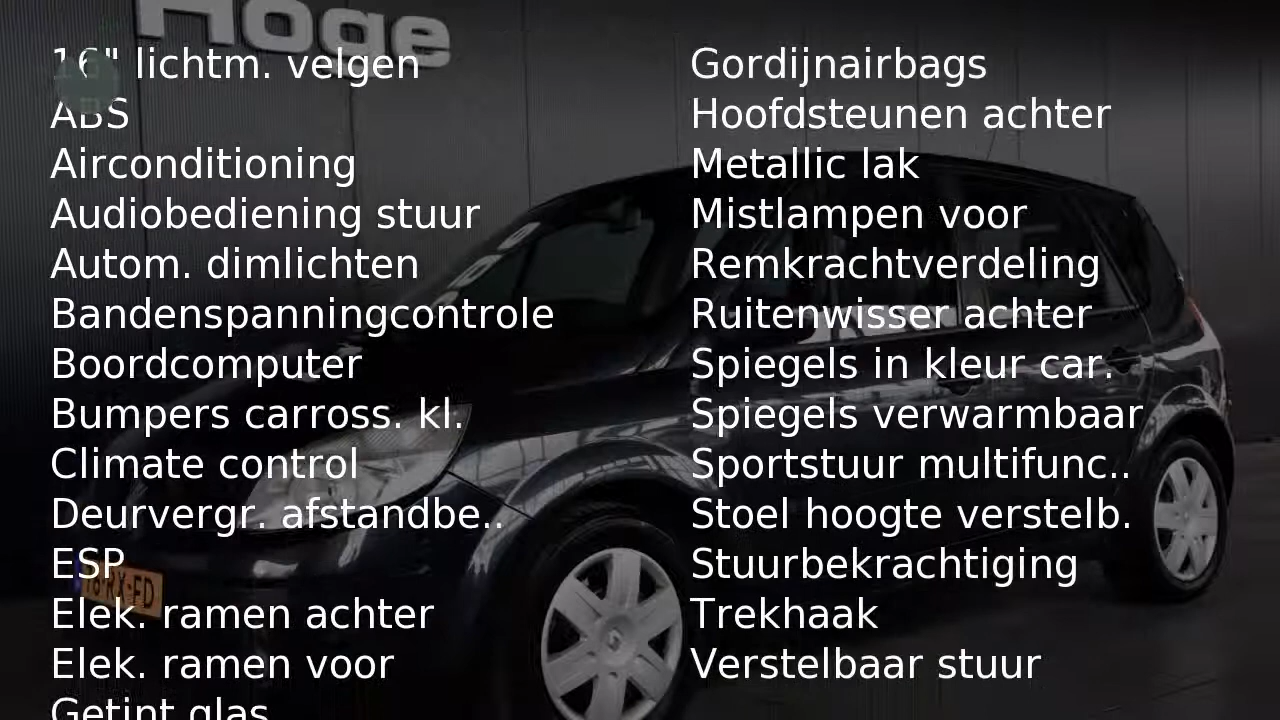 Hoge
16" lichtm. velgen
ABS
Airconditioning
Audiobediening stuur
Autom. dimlichten
Bandenspanningcontrole
Boordcomputer
Bumpers carross. kl.
Climate control
Deurvergr. afstandbe..
ESP
Elek. ramen achter
Elek. ramen voor
Getint glas
Gordijnairbags
Hoofdsteunen achter
Metallic lak
Mistlampen voor
Remkrachtverdeling
Ruitenwisser achter
Spiegels in kleur car.
Spiegels verwarmbaar
Sportstuur multifunc..
Stoel hoogte verstelb.
Stuurbekrachtiging
Trekhaak
Verstelbaar stuur